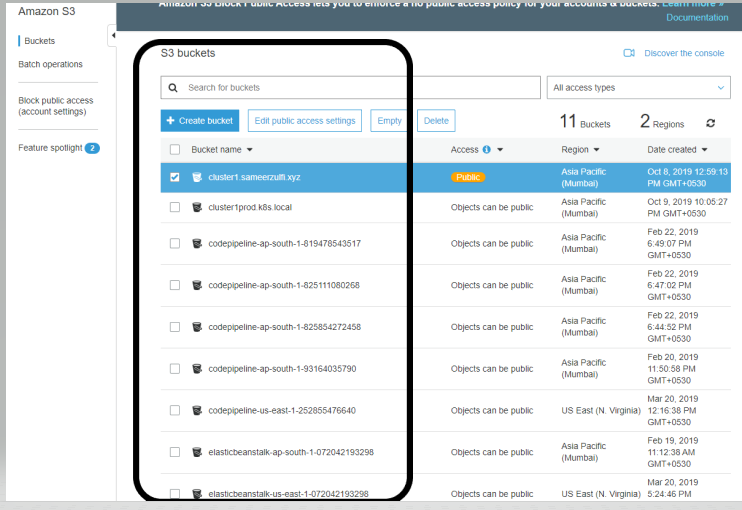 Amazon S3
Amazon S3 Block Public Access lets you to enforce a no public access policy for your accounts & buckets. Learn more »
Documentation
Buckets
Batch operations
Block public access
(account settings)
Feature spotlight 2
S3 buckets
Discover the console
Search for buckets
All access types
+ Create bucket Edit public access settings Empty Delete 11 Buckets 2 Regions
Bucket name Access Region Date created
cluster1.sameerzulfi.xyz Public Asia Pacific (Mumbai) Oct 8, 2019 12:59:13 PM GMT+0530
cluster1prod.k8s.local Objects can be public Asia Pacific (Mumbai) Oct 9, 2019 10:05:27 PM GMT+0530
codepipeline-ap-south-1-819478543517 Objects can be public Asia Pacific (Mumbai) Feb 22, 2019 6:49:07 PM GMT+0530
codepipeline-ap-south-1-825111080268 Objects can be public Asia Pacific (Mumbai) Feb 22, 2019 6:47:02 PM GMT+0530
codepipeline-ap-south-1-825854272458 Objects can be public Asia Pacific (Mumbai) Feb 22, 2019 6:44:52 PM GMT+0530
codepipeline-ap-south-1-93164035790 Objects can be public Asia Pacific (Mumbai) Feb 20, 2019 11:50:58 PM GMT+0530
codepipeline-us-east-1-252855476640 Objects can be public US East (N. Virginia) Mar 20, 2019 12:16:38 PM GMT+0530
elasticbeanstalk-ap-south-1-072042193298 Objects can be public Asia Pacific (Mumbai) Feb 19, 2019 11:12:38 AM GMT+0530
elasticbeanstalk-us-east-1-072042193298 Objects can be public US East (N. Virginia) Mar 20, 2019 5:24:46 PM